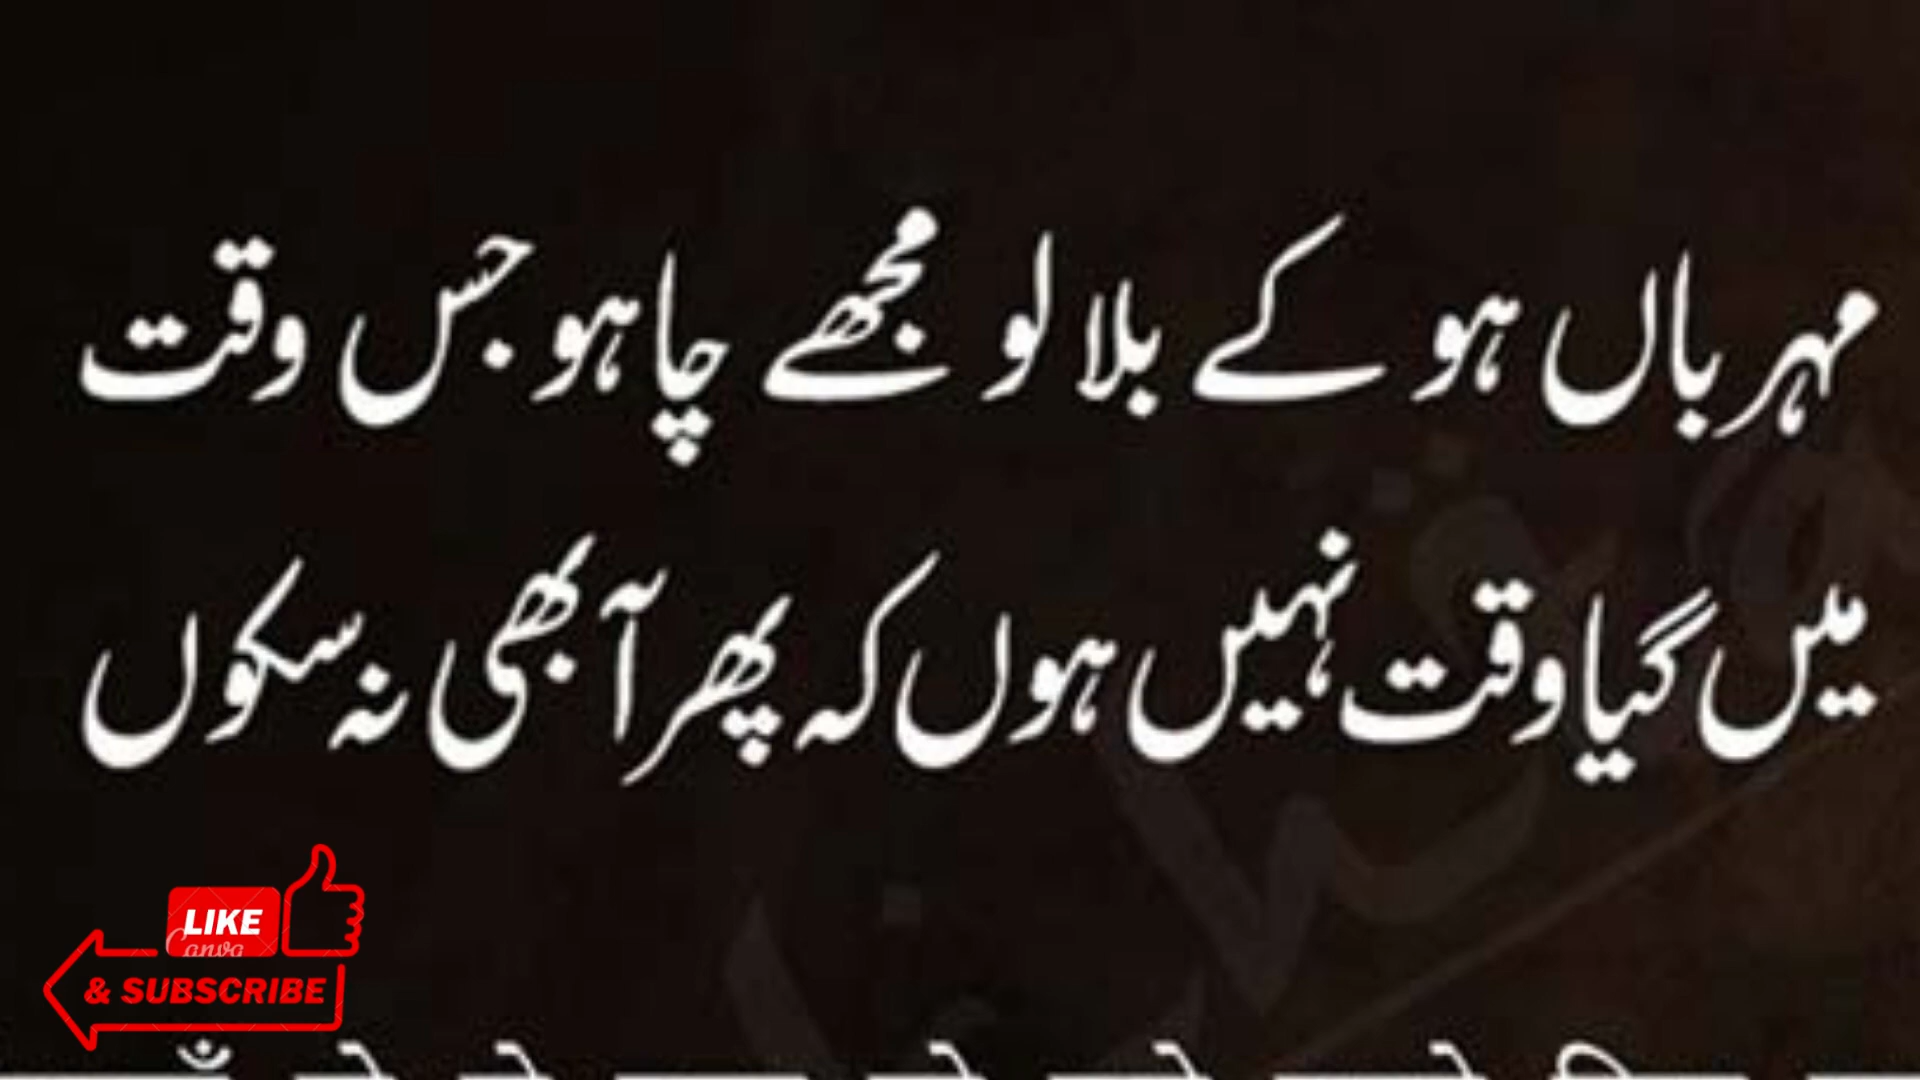 مہرباں ہو کے بلا لو مجھے چاہو جس وقت
میں گیا وقت نہیں ہوں کہ پھر آ بھی نہ سکوں
LIKE
Canva
& SUBSCRIBE